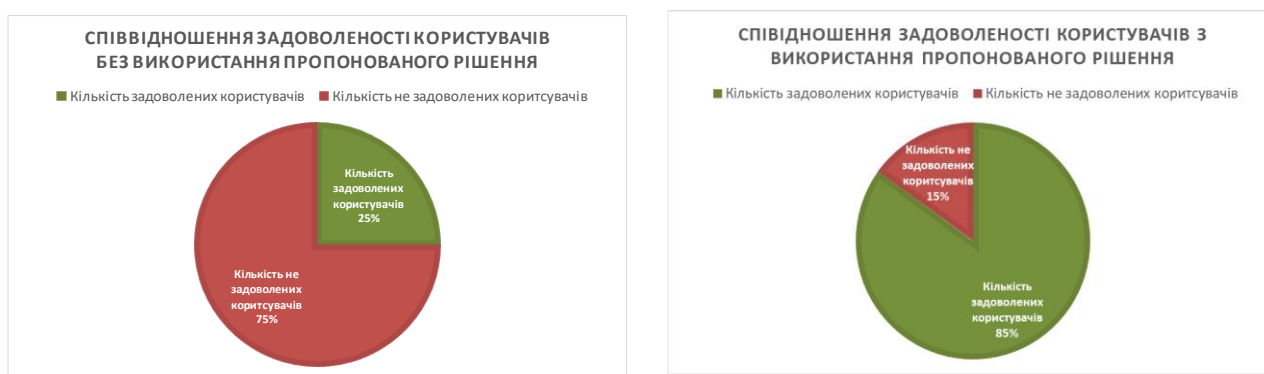 СПІВВІДНОШЕННЯ ЗАДОВОЛЕНОСТІ КОРИСТУВАЧІВ
БЕЗ ВИКОРИСТАННЯ ПРОПОНОВАНОГО РІШЕННЯ
Кількість задоволених користувачів Кількість не задоволених коритсувачів
Кількість
задоволених
користувачів
25%
Кількість не
задоволених
коритсувачів
75%
СПІВІДНОШЕННЯ ЗАДОВОЛЕНОСТІ КОРИСТУВАЧІВ З
ВИКОРИСТАННЯ ПРОПОНОВАНОГО РІШЕННЯ
Кількість задоволених користувачів Кількість не задоволених коритсувачів
Кількість не
задоволених
коритсувачів
15%
Кількість
задоволених
користувачів
85%